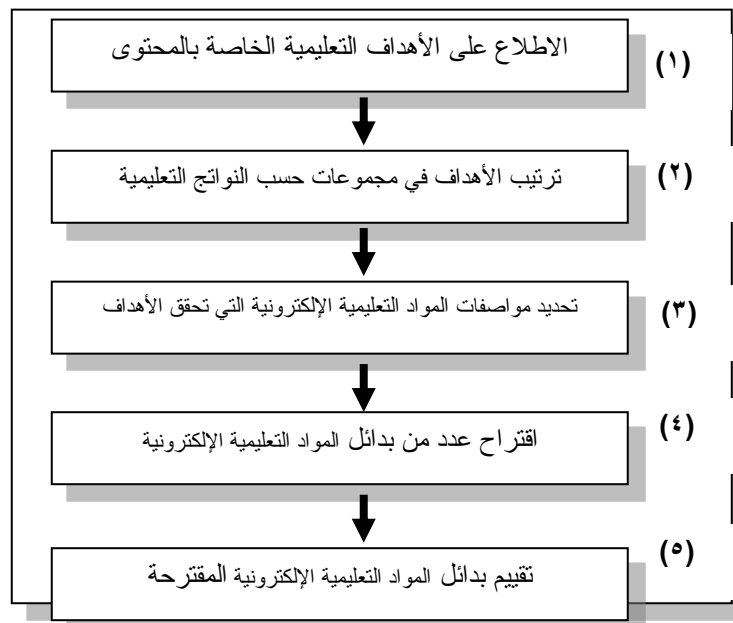 الاطلاع على الأهداف التعليمية الخاصة بالمحتوى (١)
ترتيب الأهداف في مجموعات حسب النواتج التعليمية (٢)
تحديد مواصفات المواد التعليمية الإلكترونية التي تحقق الأهداف (٣)
اقتراح عدد من بدائل المواد التعليمية الإلكترونية (٤)
تقييم بدائل المواد التعليمية الإلكترونية المقترحة (٥)